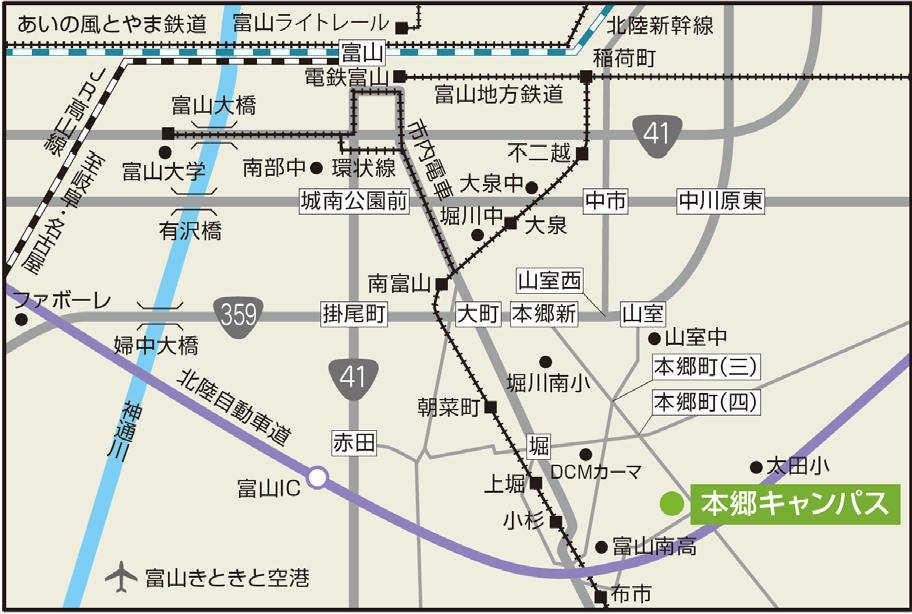 あいの風とやま鉄道
富山ライトレール
北陸新幹線
富山
稲荷町
電鉄富山
富山地方鉄道
JR高山線
至岐阜・名古屋
富山大橋
市内電車
41
富山大学
南部中
環状線
不二越
大泉中
城南公園前
中市
中川原東
堀川中
大泉
有沢橋
南富山
山室西
ファボーレ
359
掛尾町
大町
本郷新
山室
婦中大橋
山室中
41
堀川南小
本郷町(三)
北陸自動車道
神通川
朝菜町
本郷町(四)
赤田
堀
DCMカーマ
太田小
富山IC
上堀
本郷キャンパス
小杉
富山南高
富山きときと空港
布市